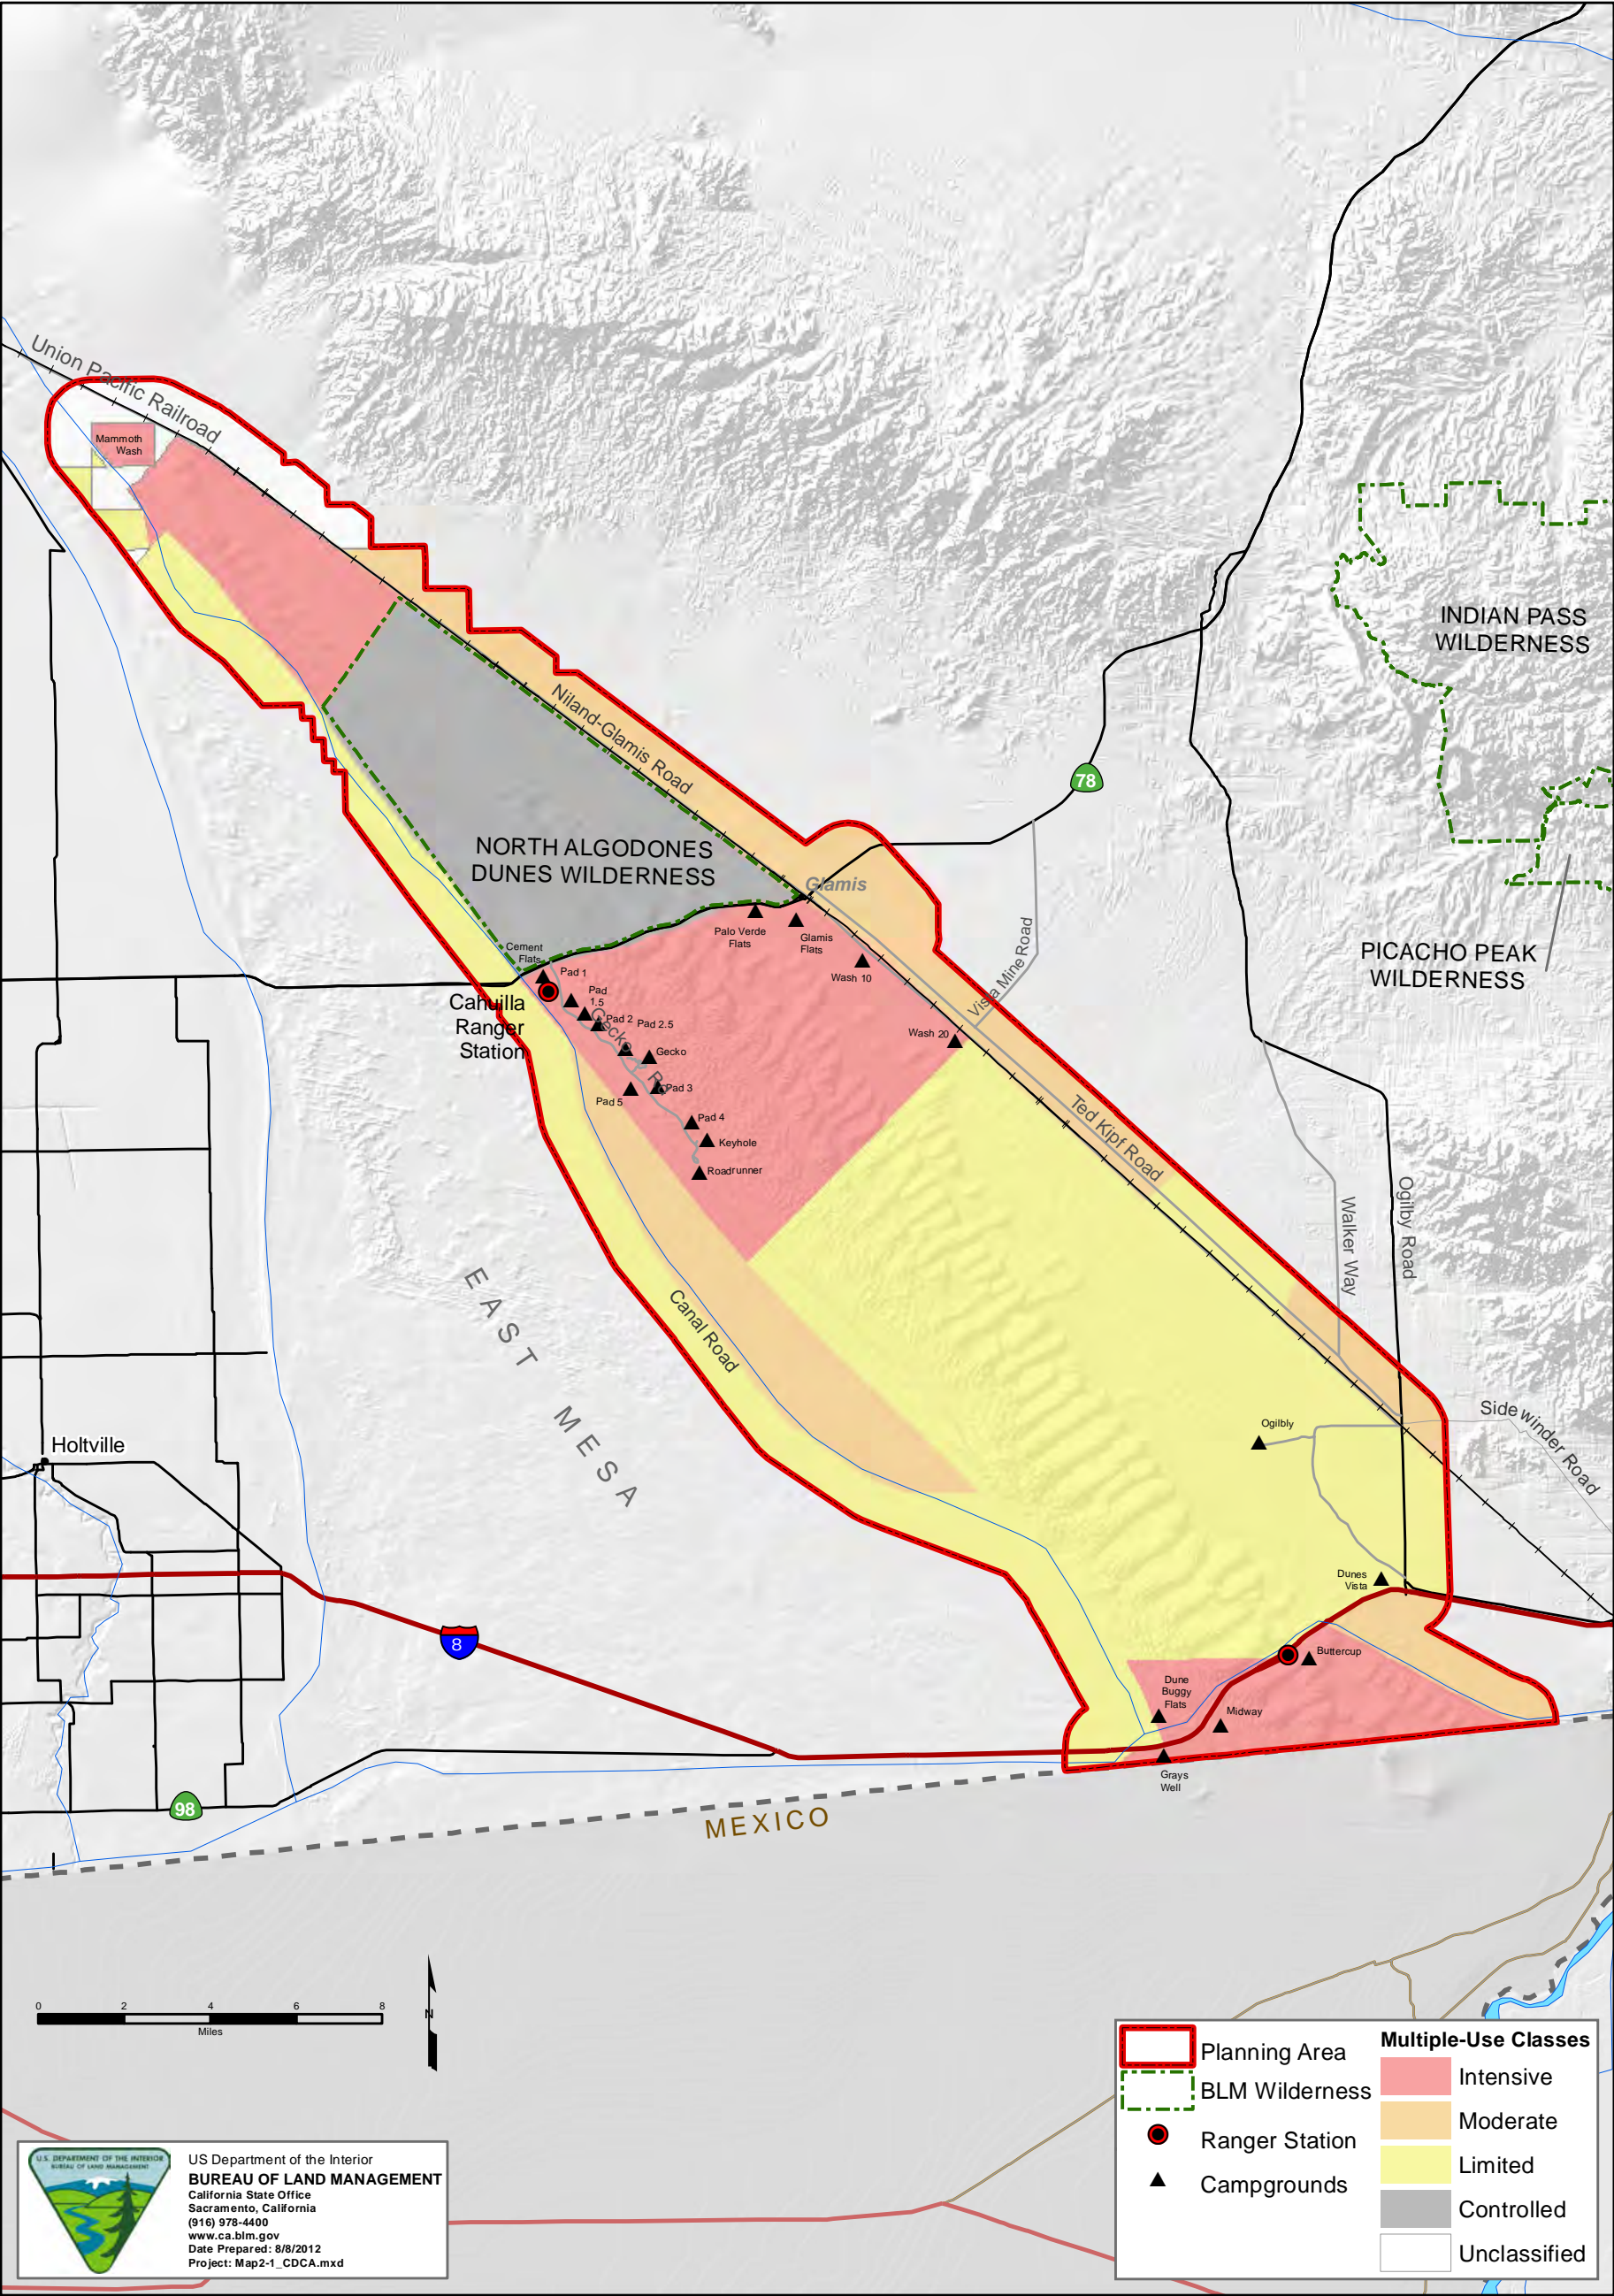 Union Pacific Railroad
Mammoth
Wash
INDIAN PASS
WILDERNESS
Niland-Glamis Road
78
NORTH ALGODONES
DUNES WILDERNESS
Glamis
Palo Verde
Flats
Glamis
Flats
Cement
Flats
PICACHO PEAK
WILDERNESS
Vista Mine Road
Wash 10
Pad 1
Pad
1.5
Cahuilla
Ranger
Station
Pad 2
Pad 2.5
Gecko Rd
Wash 20
Gecko
Pad 3
Pad 5
Pad 4
Keyhole
Roadrunner
Ted Kipf Road
Walker Way
Ogilby Road
EAST MESA
Canal Road
Holtville
Ogilby
Sidewinder Road
Dunes
Vista
8
Buttercup
Dune
Buggy
Flats
Midway
Grays
Well
98
MEXICO
0 2 4 6 8
Miles
N
Planning Area
BLM Wilderness
Ranger Station
Campgrounds
Multiple-Use Classes
Intensive
Moderate
Limited
Controlled
Unclassified
U.S. DEPARTMENT OF THE INTERIOR
BUREAU OF LAND MANAGEMENT
US Department of the Interior
BUREAU OF LAND MANAGEMENT
California State Office
Sacramento, California
(916) 978-4400
www.ca.blm.gov
Date Prepared: 8/8/2012
Project: Map2-1_CDCA.mxd